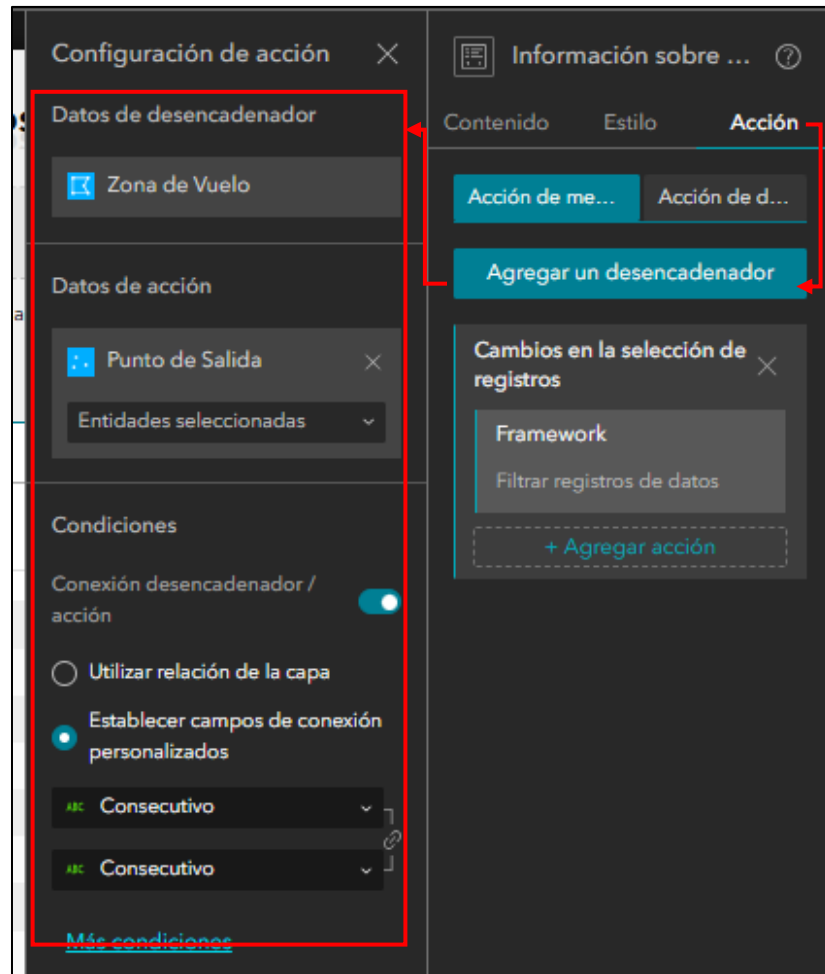 Configuración de acción
Datos de desencadenador
Zona de Vuelo
Datos de acción
Punto de Salida
Entidades seleccionadas
Condiciones
Conexión desencadenador /
acción
Utilizar relación de la capa
Establecer campos de conexión
personalizados
ABC Consecutivo
ABC Consecutivo
Más condiciones
Información sobre ...
Contenido Estilo Acción
Acción de me... Acción de d...
Agregar un desencadenador
Cambios en la selección de
registros
Framework
Filtrar registros de datos
+ Agregar acción